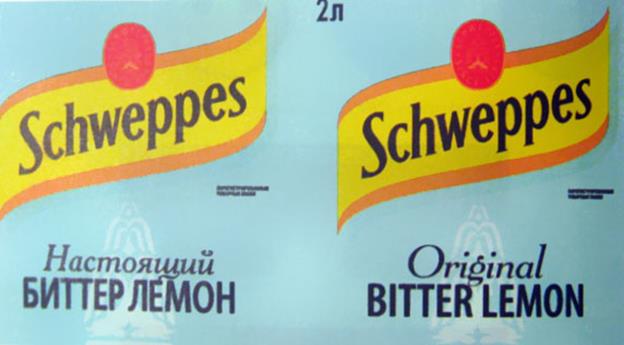 2л
Schweppes
Настоящий
БИТТЕР ЛЕМОН
Schweppes
Original
BITTER LEMON